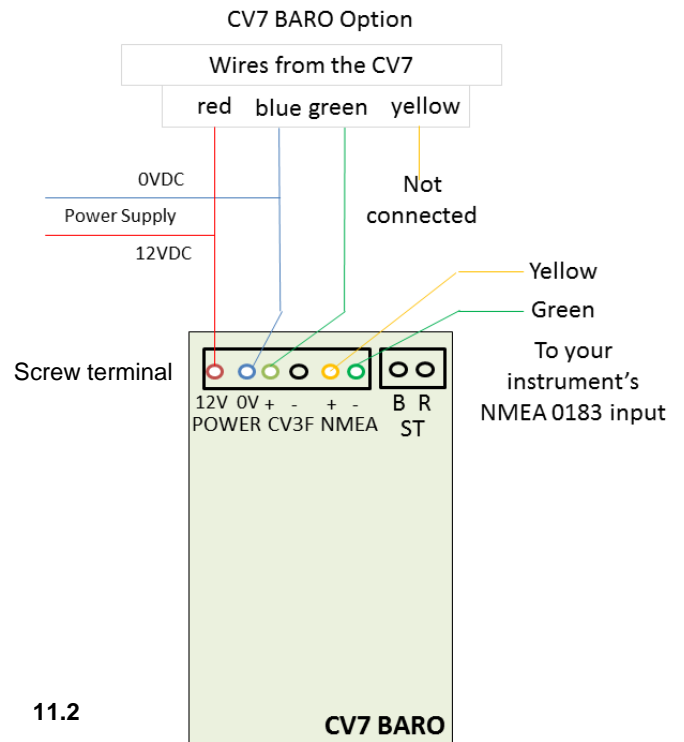 CV7 BARO Option
Wires from the CV7
red blue green yellow
0VDC
Power Supply
12VDC
Not
connected
Yellow
Green
To your
instrument's
NMEA 0183 input
Screw terminal
12V 0V + - + - B R
POWER CV3F NMEA ST
11.2
CV7 BARO